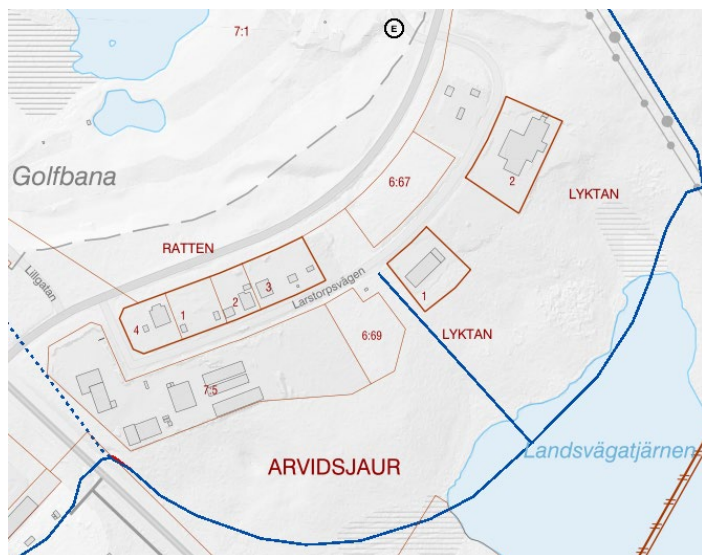 7:1
E
Golfbana
6:67
2
LYKTAN
RATTEN
Lillgatan
3
2
1
4
Larstorpsvägen
1
LYKTAN
6:69
7:5
ARVIDSJAUR
Landsvägatjärnen